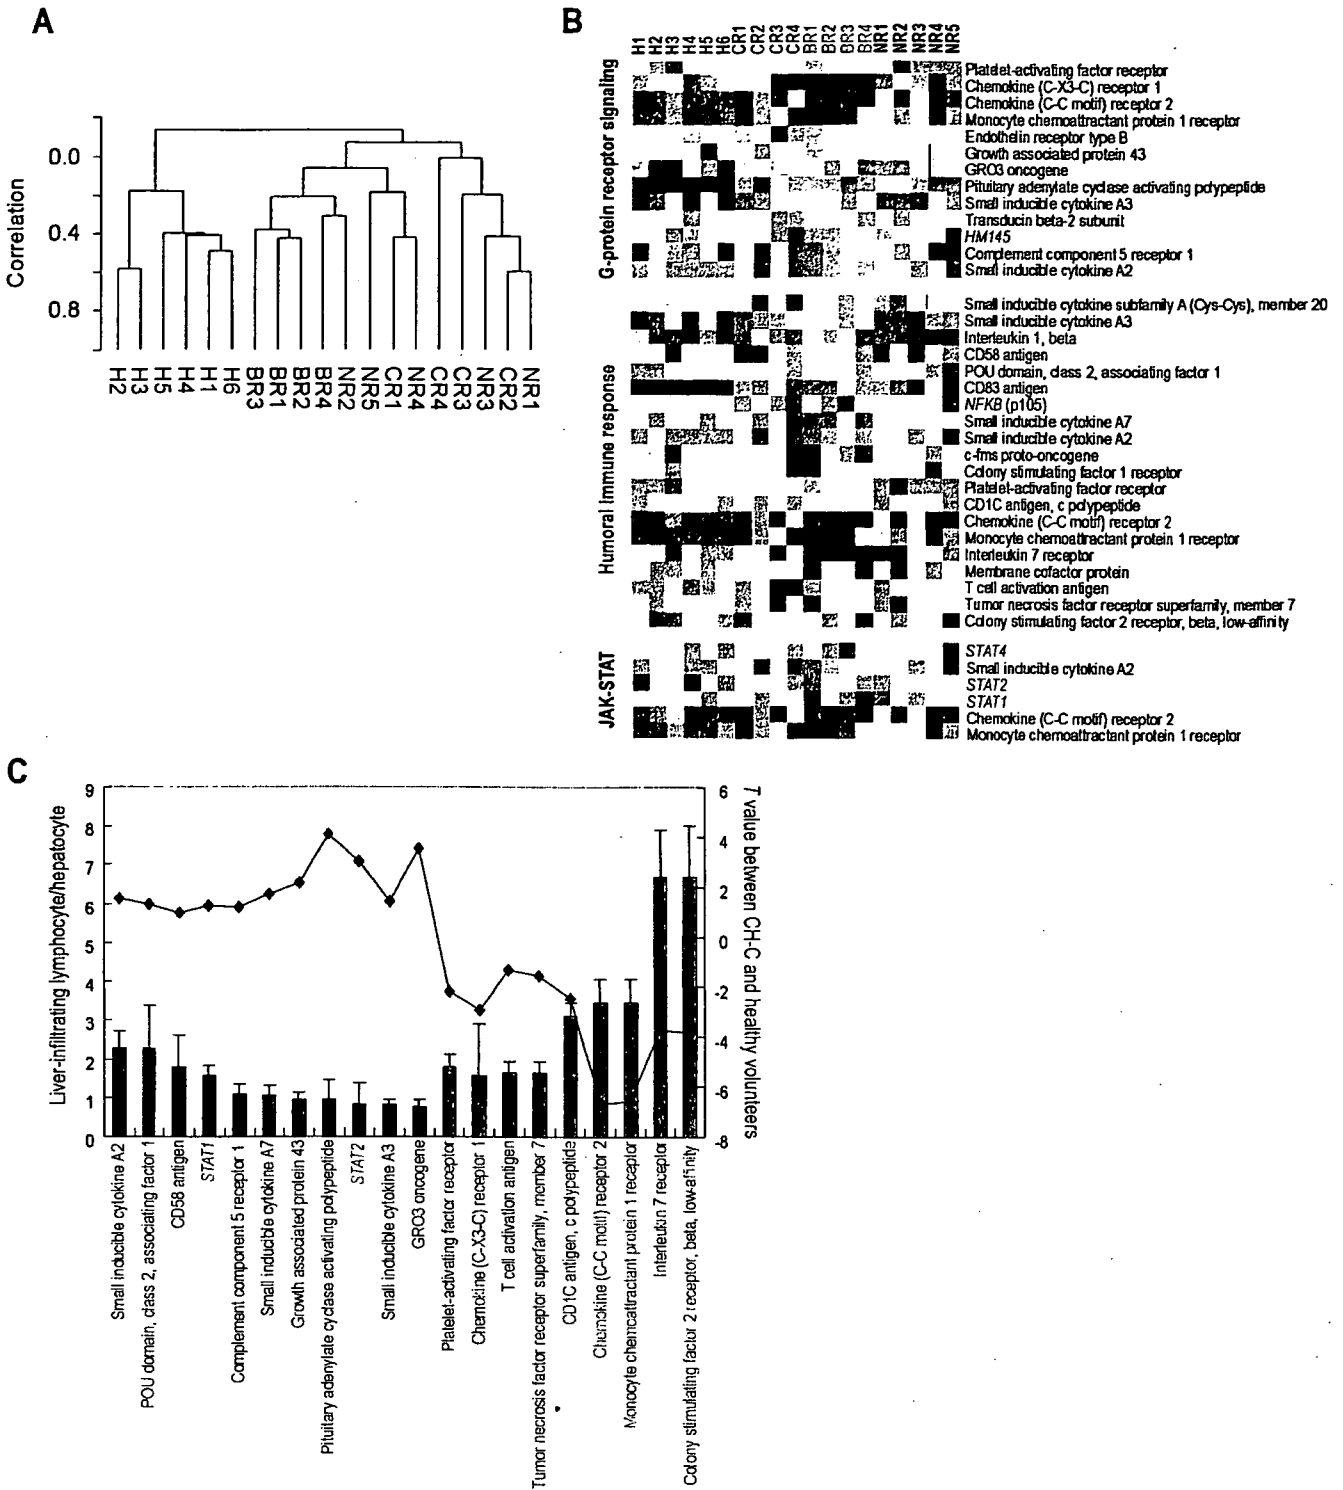 A
Correlation
0.0
0.4
0.8
H2
H3
H5
H4
H1
H6
BR3
BR1
BR2
BR4
NR2
NR5
CR1
NR4
CR4
CR3
NR3
CR2
NR1
B
H1
H2
H3
H4
H5
H6
CR1
CR2
CR3
CR4
BR1
BR2
BR3
BR4
NR1
NR2
NR3
NR4
NR5
G-protein receptor signaling
Platelet-activating factor receptor
Chemokine (C-X3-C) receptor 1
Chemokine (C-C motif) receptor 2
Monocyte chemoattractant protein 1 receptor
Endothelin receptor type B
Growth associated protein 43
GRO3 oncogene
Pituitary adenylate cyclase activating polypeptide
Small inducible cytokine A3
Transducin beta-2 subunit
HM145
Complement component 5 receptor 1
Small inducible cytokine A2
Humoral immune response
Small inducible cytokine subfamily A (Cys-Cys), member 20
Small inducible cytokine A3
Interleukin 1, beta
CD58 antigen
POU domain, class 2, associating factor 1
CD83 antigen
NFKB (p105)
Small inducible cytokine A7
Small inducible cytokine A2
c-fms proto-oncogene
Colony stimulating factor 1 receptor
Platelet-activating factor receptor
CD1C antigen, c polypeptide
Chemokine (C-C motif) receptor 2
Monocyte chemoattractant protein 1 receptor
Interleukin 7 receptor
Membrane cofactor protein
T cell activation antigen
Tumor necrosis factor receptor superfamily, member 7
Colony stimulating factor 2 receptor, beta, low-affinity
JAK-STAT
STAT4
Small inducible cytokine A2
STAT2
STAT1
Chemokine (C-C motif) receptor 2
Monocyte chemoattractant protein 1 receptor
C
Liver-infiltrating lymphocyte/hepatocyte
9
8
7
6
5
4
3
2
1
0
6
4
2
0
-2
-4
-6
-8
T value between CH-C and healthy volunteers
Small inducible cytokine A2
POU domain, class 2, associating factor 1
CD58 antigen
STAT1
Complement component 5 receptor 1
Small inducible cytokine A7
Growth associated protein 43
Pituitary adenylate cyclase activating polypeptide
STAT2
Small inducible cytokine A3
GRO3 oncogene
Platelet-activating factor receptor
Chemokine (C-X3-C) receptor 1
T cell activation antigen
Tumor necrosis factor receptor superfamily, member 7
CD1C antigen, c polypeptide
Chemokine (C-C motif) receptor 2
Monocyte chemoattractant protein 1 receptor
Interleukin 7 receptor
Colony stimulating factor 2 receptor, beta, low-affinity